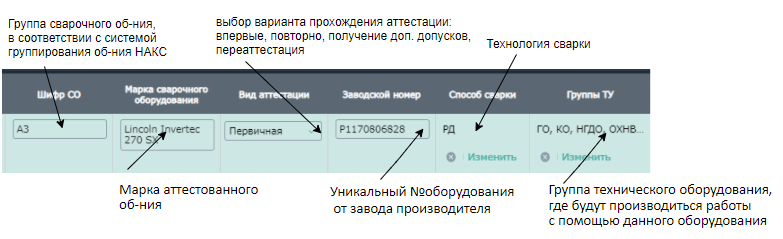 Группа сварочного об-ния,
в соответствии с системой
группирования об-ния НАКС
выбор варианта прохождения аттестации:
впервые, повторно, получение доп. допусков,
переаттестация
Технология сварки
Шифр СО
Марка сварочного
оборудования
Вид аттестации
Заводской номер
Способ сварки
Группы ТУ
А3
Lincoln Invertec
270 SX
Первичная
P1170806828
РД
ГО, КО, НГДО, ОХНВ...
Изменить
Изменить
Марка аттестованного
об-ния
Уникальный №оборудования
от завода производителя
Группа технического оборудования,
где будут производиться работы
с помощью данного оборудования